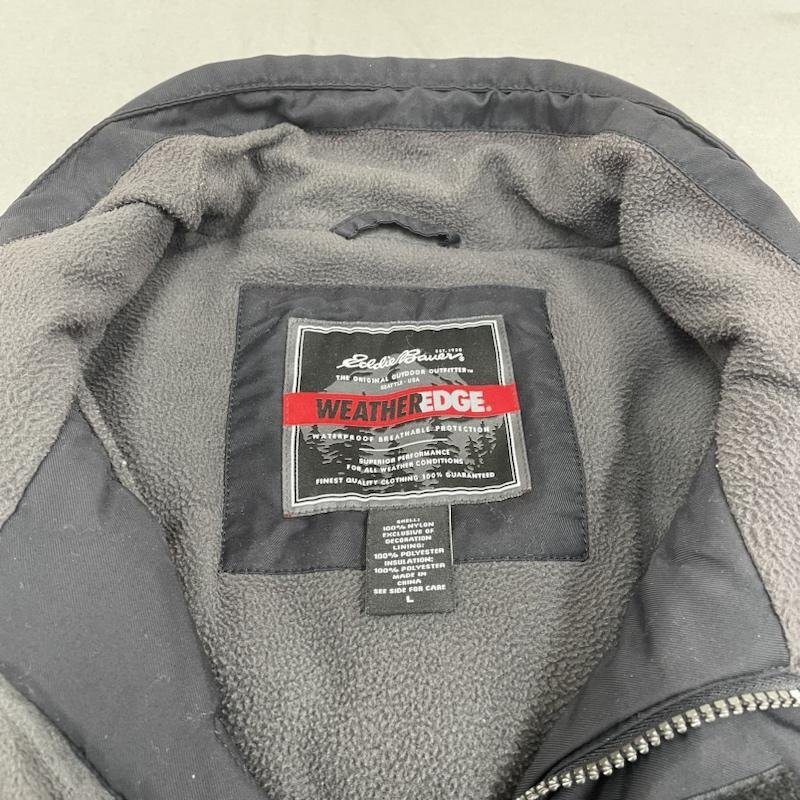 EST. 1920
Eddie Bauer
THE ORIGINAL OUTDOOR OUTFITTER™
SEATTLE · USA
WEATHEREDGE®
WATERPROOF BREATHABLE PROTECTION
SUPERIOR PERFORMANCE
FOR ALL WEATHER CONDITIONS
FINEST QUALITY CLOTHING 100% GUARANTEED
SHELL:
100% NYLON
EXCLUSIVE OF
DECORATION
LINING:
100% POLYESTER
INSULATION:
100% POLYESTER
MADE IN
CHINA
SEE SIDE FOR CARE
L